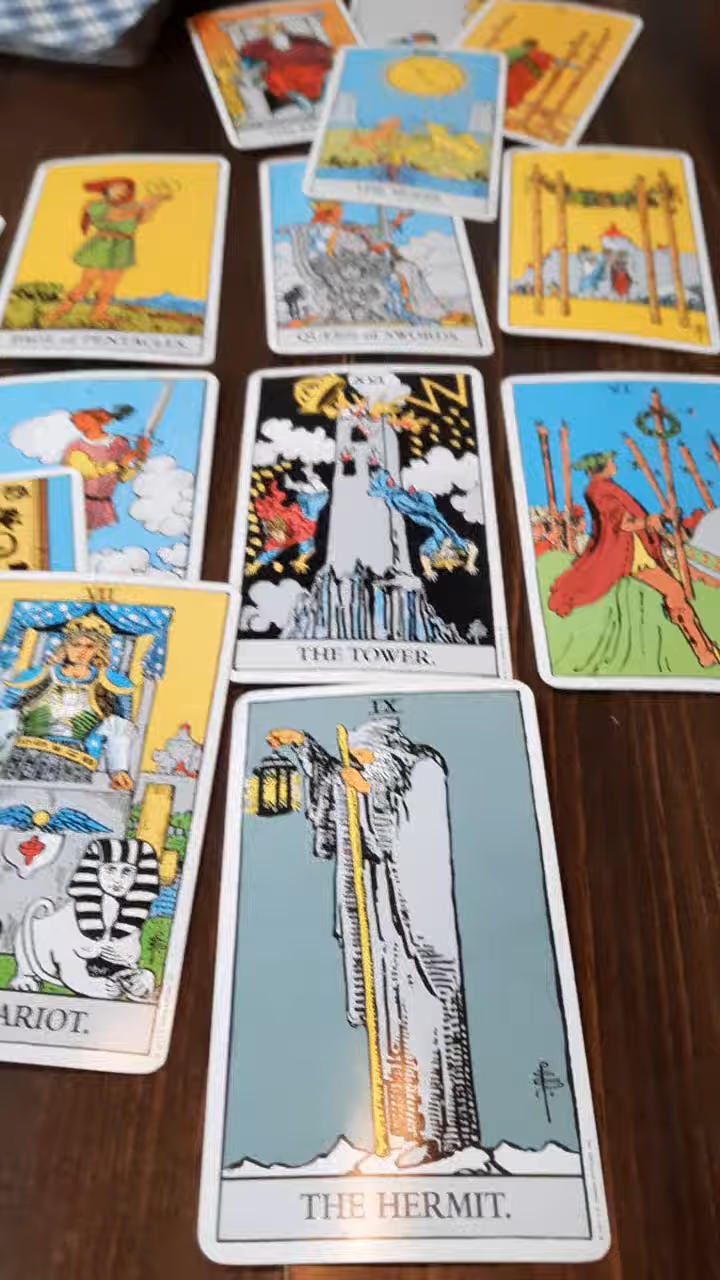 PAGE of PENTACLES.
QUEEN of SWORDS.
XVI
VI
THE TOWER.
VII
ARIOT.
IX
THE HERMIT.